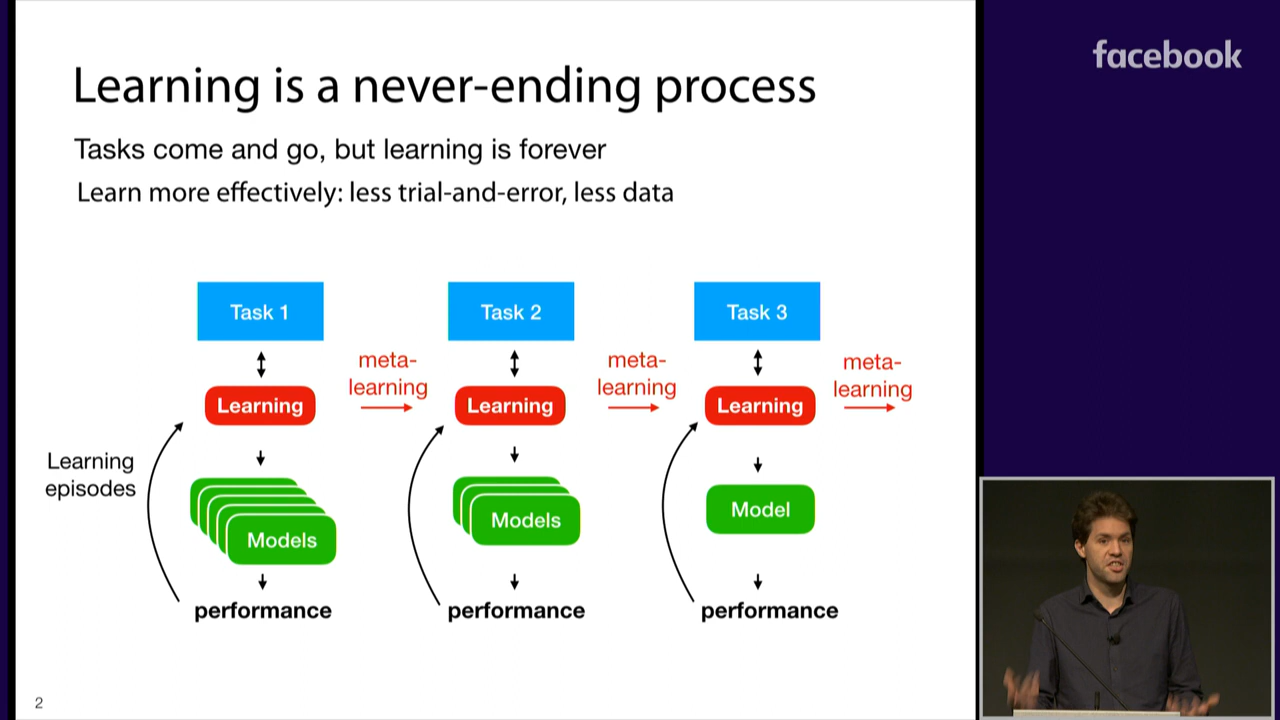 facebook
Learning is a never-ending process
Tasks come and go, but learning is forever
Learn more effectively: less trial-and-error, less data
Task 1
Task 2
Task 3
meta-
learning
meta-
learning
meta-
learning
Learning
Learning
Learning
Learning
episodes
Models
Models
Model
performance
performance
performance
2